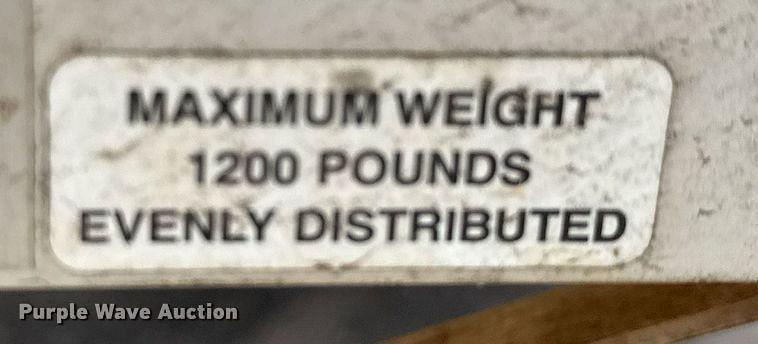 MAXIMUM WEIGHT
1200 POUNDS
EVENLY DISTRIBUTED
Purple Wave Auction